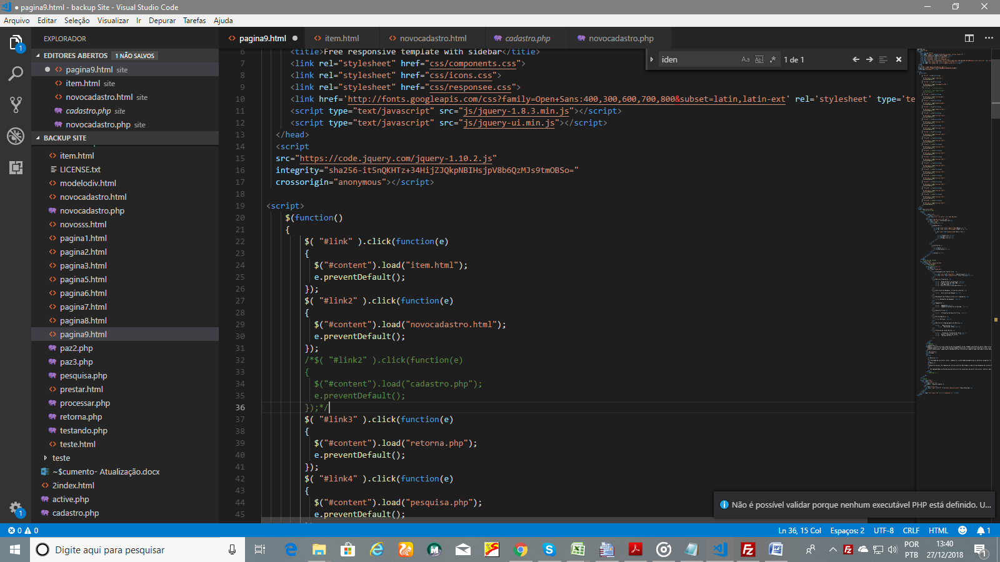 ● pagina9.html - backup Site - Visual Studio Code
Arquivo Editar Seleção Visualizar Ir Depurar Tarefas Ajuda
EXPLORADOR
EDITORES ABERTOS 1 NÃO SALVOS
pagina9.html site
item.html site
novocadastro.html site
cadastro.php site
novocadastro.php site
BACKUP SITE
item.html
LICENSE.txt
modelodiv.html
novocadastro.html
novocadastro.php
novosss.html
pagina1.html
pagina2.html
pagina3.html
pagina5.html
pagina6.html
pagina7.html
pagina8.html
pagina9.html
paz2.php
paz3.php
pesquisa.php
prestar.html
processar.php
retorna.php
testando.php
teste.html
teste
~$cumento- Atualização.docx
2index.html
active.php
cadastro.php
1
1
pagina9.html item.html novocadastro.html cadastro.php novocadastro.php
iden Aa Abl .* 1 de 1
6 <title>Free responsive template with sidebar</title>
7 <link rel="stylesheet" href="css/components.css">
8 <link rel="stylesheet" href="css/icons.css">
9 <link rel="stylesheet" href="css/responsee.css">
10 <link href='http://fonts.googleapis.com/css?family=Open+Sans:400,300,600,700,800&subset=latin,latin-ext' rel='stylesheet' type='te
11 <script type="text/javascript" src="js/jquery-1.8.3.min.js"></script>
12 <script type="text/javascript" src="js/jquery-ui.min.js"></script>
13 </head>
14 <script
15 src="https://code.jquery.com/jquery-1.10.2.js"
16 integrity="sha256-it5nQKHTz+34HijZJQkpNBIHsjpV8b6QzMJs9tmOBSo="
17 crossorigin="anonymous"></script>
18
19 <script>
20 $(function()
21 {
22 $( "#link" ).click(function(e)
23 {
24 $("#content").load("item.html");
25 e.preventDefault();
26 });
27 $( "#link2" ).click(function(e)
28 {
29 $("#content").load("novocadastro.html");
30 e.preventDefault();
31 });
32 /*$( "#link2" ).click(function(e)
33 {
34 $("#content").load("cadastro.php");
35 e.preventDefault();
36 });*/
37 $( "#link3" ).click(function(e)
38 {
39 $("#content").load("retorna.php");
40 e.preventDefault();
41 });
42 $( "#link4" ).click(function(e)
43 {
44 $("#content").load("pesquisa.php");
45 e.preventDefault();
Não é possível validar porque nenhum executável PHP está definido. U...
0 0 Ln 36, 15 Col Espaços: 2 UTF-8 CRLF HTML 1
Digite aqui para pesquisar
POR
PTB
13:40
27/12/2018
1